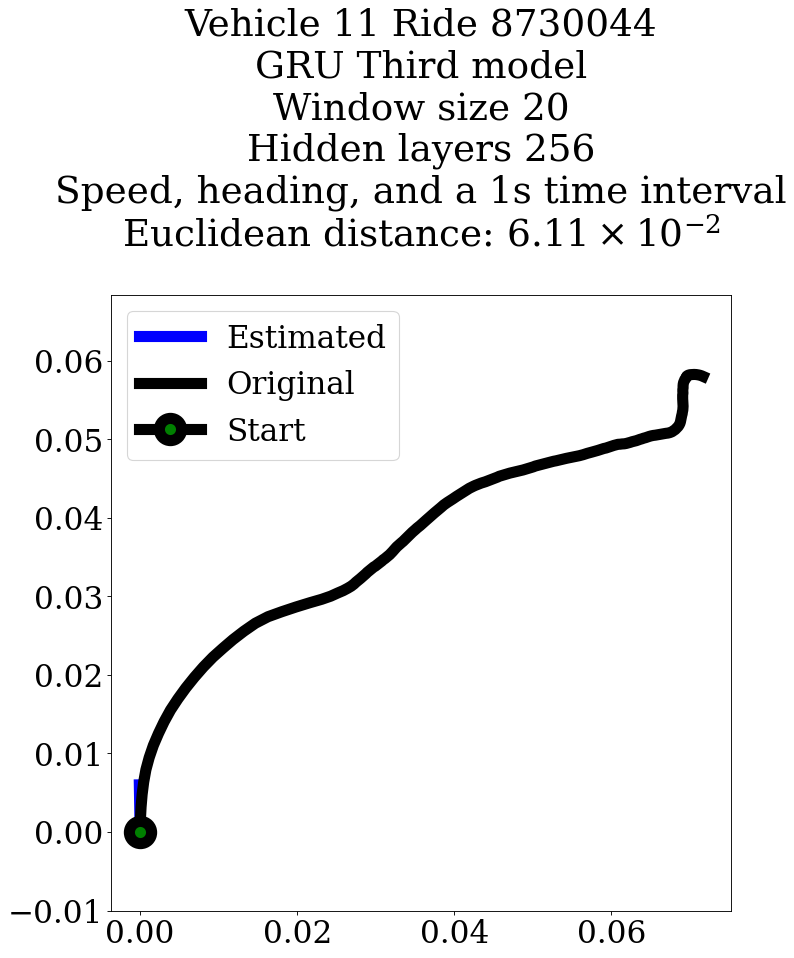 Vehicle 11 Ride 8730044
GRU Third model
Window size 20
Hidden layers 256
Speed, heading, and a 1s time interval
Euclidean distance: 6.11 × 10⁻²
Estimated
Original
Start
0.06
0.05
0.04
0.03
0.02
0.01
0.00
−0.01
0.00 0.02 0.04 0.06